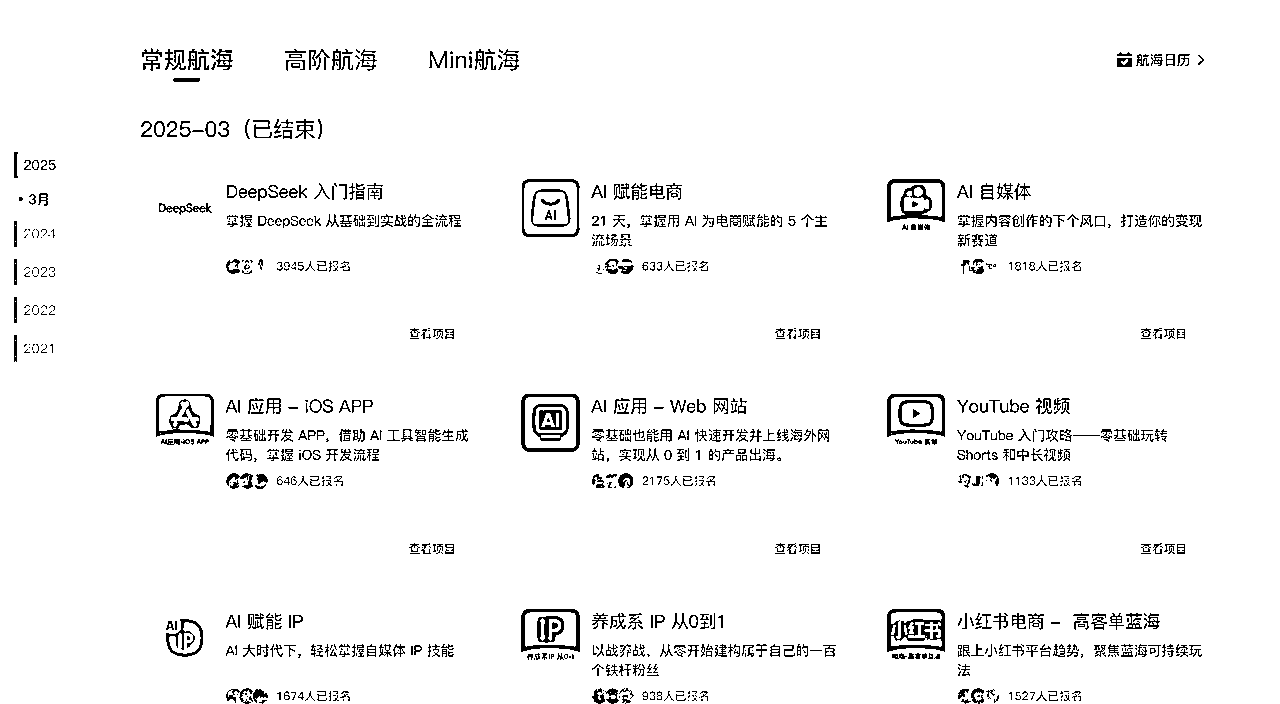 常规航海
高阶航海
Mini航海
航海日历
2025-03（已结束）
2025
3月
2024
2023
2022
2021
DeepSeek
DeepSeek 入门指南
掌握 DeepSeek 从基础到实战的全流程
3945人已报名
查看项目
AI
AI 赋能电商
21 天，掌握用 AI 为电商赋能的 5 个主
流场景
633人已报名
查看项目
AI 自媒体
AI 自媒体
掌握内容创作的下个风口，打造你的变现
新赛道
1818人已报名
查看项目
AI应用-iOS APP
AI 应用 - iOS APP
零基础开发 APP，借助 AI 工具智能生成
代码，掌握 iOS 开发流程
646人已报名
查看项目
AI
AI 应用 - Web 网站
零基础也能用 AI 快速开发并上线海外网
站，实现从 0 到 1 的产品出海。
2175人已报名
查看项目
YouTube 视频
YouTube 视频
YouTube 入门攻略——零基础玩转
Shorts 和中长视频
1133人已报名
查看项目
AI IP
AI 赋能 IP
AI 大时代下，轻松掌握自媒体 IP 技能
1674人已报名
IP
养成系IP 从0到1
养成系 IP 从0到1
以战养战、从零开始建构属于自己的一百
个铁杆粉丝
938人已报名
小红书
小红书电商 - 高客单蓝海
跟上小红书平台趋势，聚焦蓝海可持续玩
法
1527人已报名